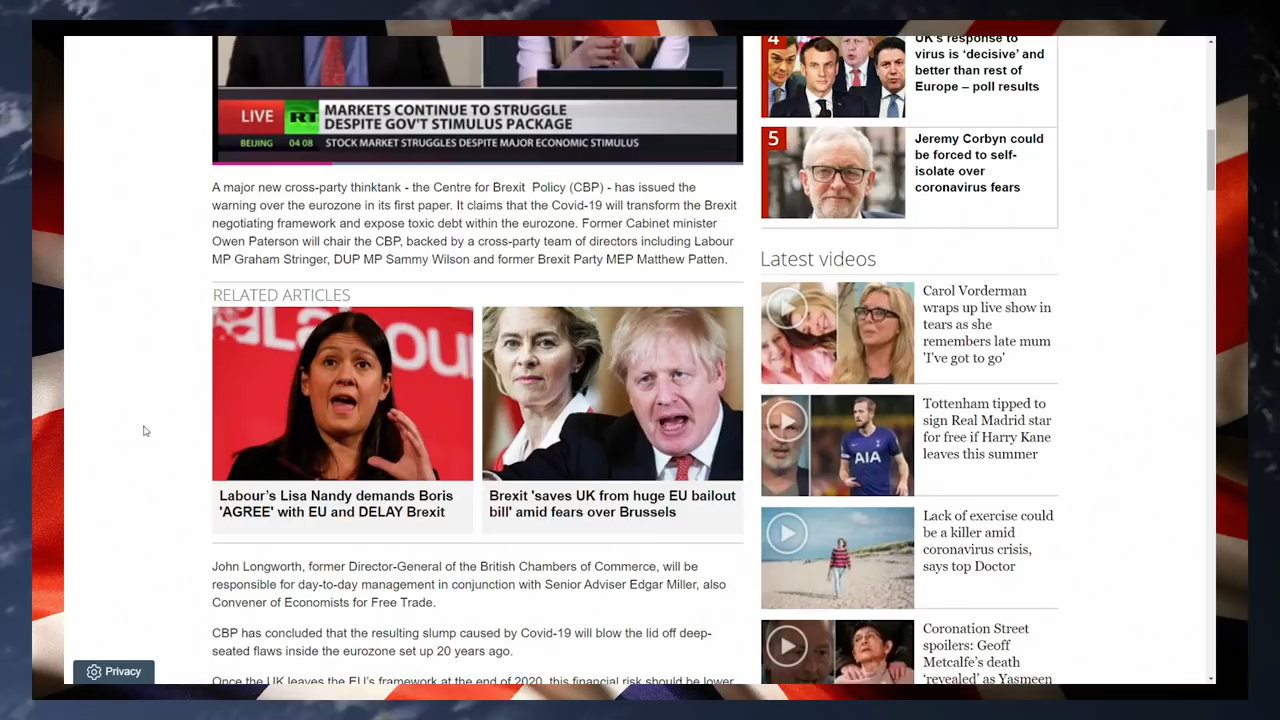 LIVE
RT
MARKETS CONTINUE TO STRUGGLE
DESPITE GOV'T STIMULUS PACKAGE
BEIJING 04 08
STOCK MARKET STRUGGLES DESPITE MAJOR ECONOMIC STIMULUS
A major new cross-party thinktank - the Centre for Brexit Policy (CBP) - has issued the
warning over the eurozone in its first paper. It claims that the Covid-19 will transform the Brexit
negotiating framework and expose toxic debt within the eurozone. Former Cabinet minister
Owen Paterson will chair the CBP, backed by a cross-party team of directors including Labour
MP Graham Stringer, DUP MP Sammy Wilson and former Brexit Party MEP Matthew Patten.
RELATED ARTICLES
Labour
Labour's Lisa Nandy demands Boris
'AGREE' with EU and DELAY Brexit
Brexit 'saves UK from huge EU bailout
bill' amid fears over Brussels
John Longworth, former Director-General of the British Chambers of Commerce, will be
responsible for day-to-day management in conjunction with Senior Adviser Edgar Miller, also
Convener of Economists for Free Trade.
CBP has concluded that the resulting slump caused by Covid-19 will blow the lid off deep-
seated flaws inside the eurozone set up 20 years ago.
Once the UK leaves the EU's framework at the end of 2020, this financial risk should be lower
Privacy
4
UK's response to
virus is 'decisive' and
better than rest of
Europe – poll results
5
Jeremy Corbyn could
be forced to self-
isolate over
coronavirus fears
Latest videos
Carol Vorderman
wraps up live show in
tears as she
remembers late mum
'I've got to go'
Tottenham tipped to
sign Real Madrid star
for free if Harry Kane
leaves this summer
AIA
Lack of exercise could
be a killer amid
coronavirus crisis,
says top Doctor
Coronation Street
spoilers: Geoff
Metcalfe's death
'revealed' as Yasmeen